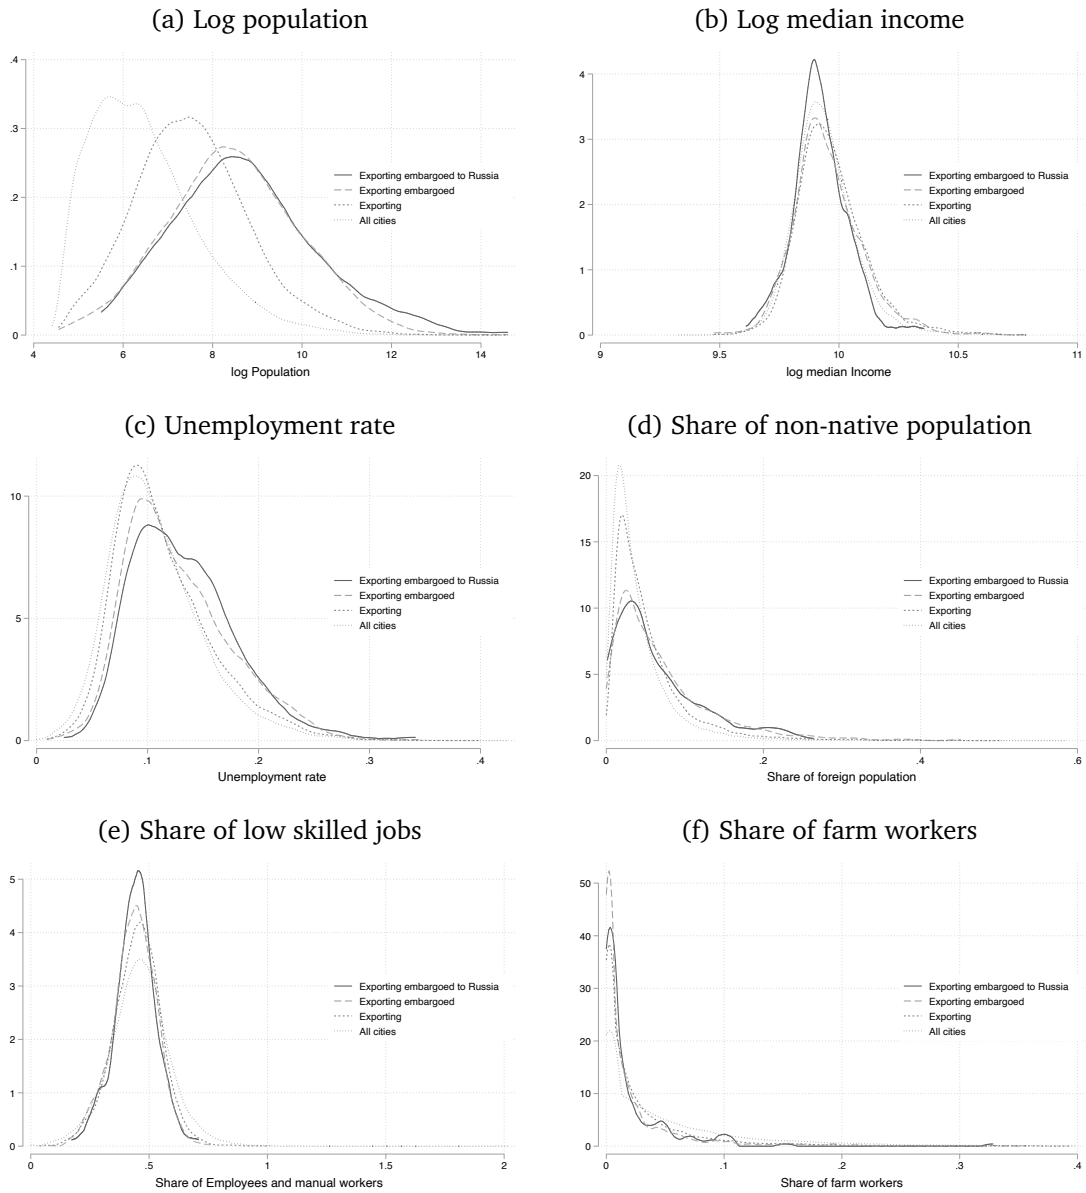 (a) Log population
.4
.3
.2
.1
0
4 6 8 10 12 14
log Population
Exporting embargoed to Russia
Exporting embargoed
Exporting
All cities
(b) Log median income
4
3
2
1
0
9 9.5 10 10.5 11
log median Income
Exporting embargoed to Russia
Exporting embargoed
Exporting
All cities
(c) Unemployment rate
10
5
0
0 .1 .2 .3 .4
Unemployment rate
Exporting embargoed to Russia
Exporting embargoed
Exporting
All cities
(d) Share of non-native population
20
15
10
5
0
0 .2 .4 .6
Share of foreign population
Exporting embargoed to Russia
Exporting embargoed
Exporting
All cities
(e) Share of low skilled jobs
5
4
3
2
1
0
0 .5 1 1.5 2
Share of Employees and manual workers
Exporting embargoed to Russia
Exporting embargoed
Exporting
All cities
(f) Share of farm workers
50
40
30
20
10
0
0 .1 .2 .3 .4
Share of farm workers
Exporting embargoed to Russia
Exporting embargoed
Exporting
All cities